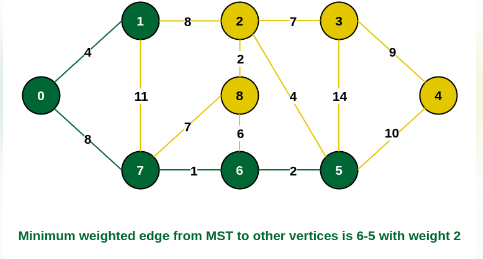 1 8 2 7 3
4 2 9
0 11 8 4 14 4
8 7 6 10
7 1 6 2 5
Minimum weighted edge from MST to other vertices is 6-5 with weight 2